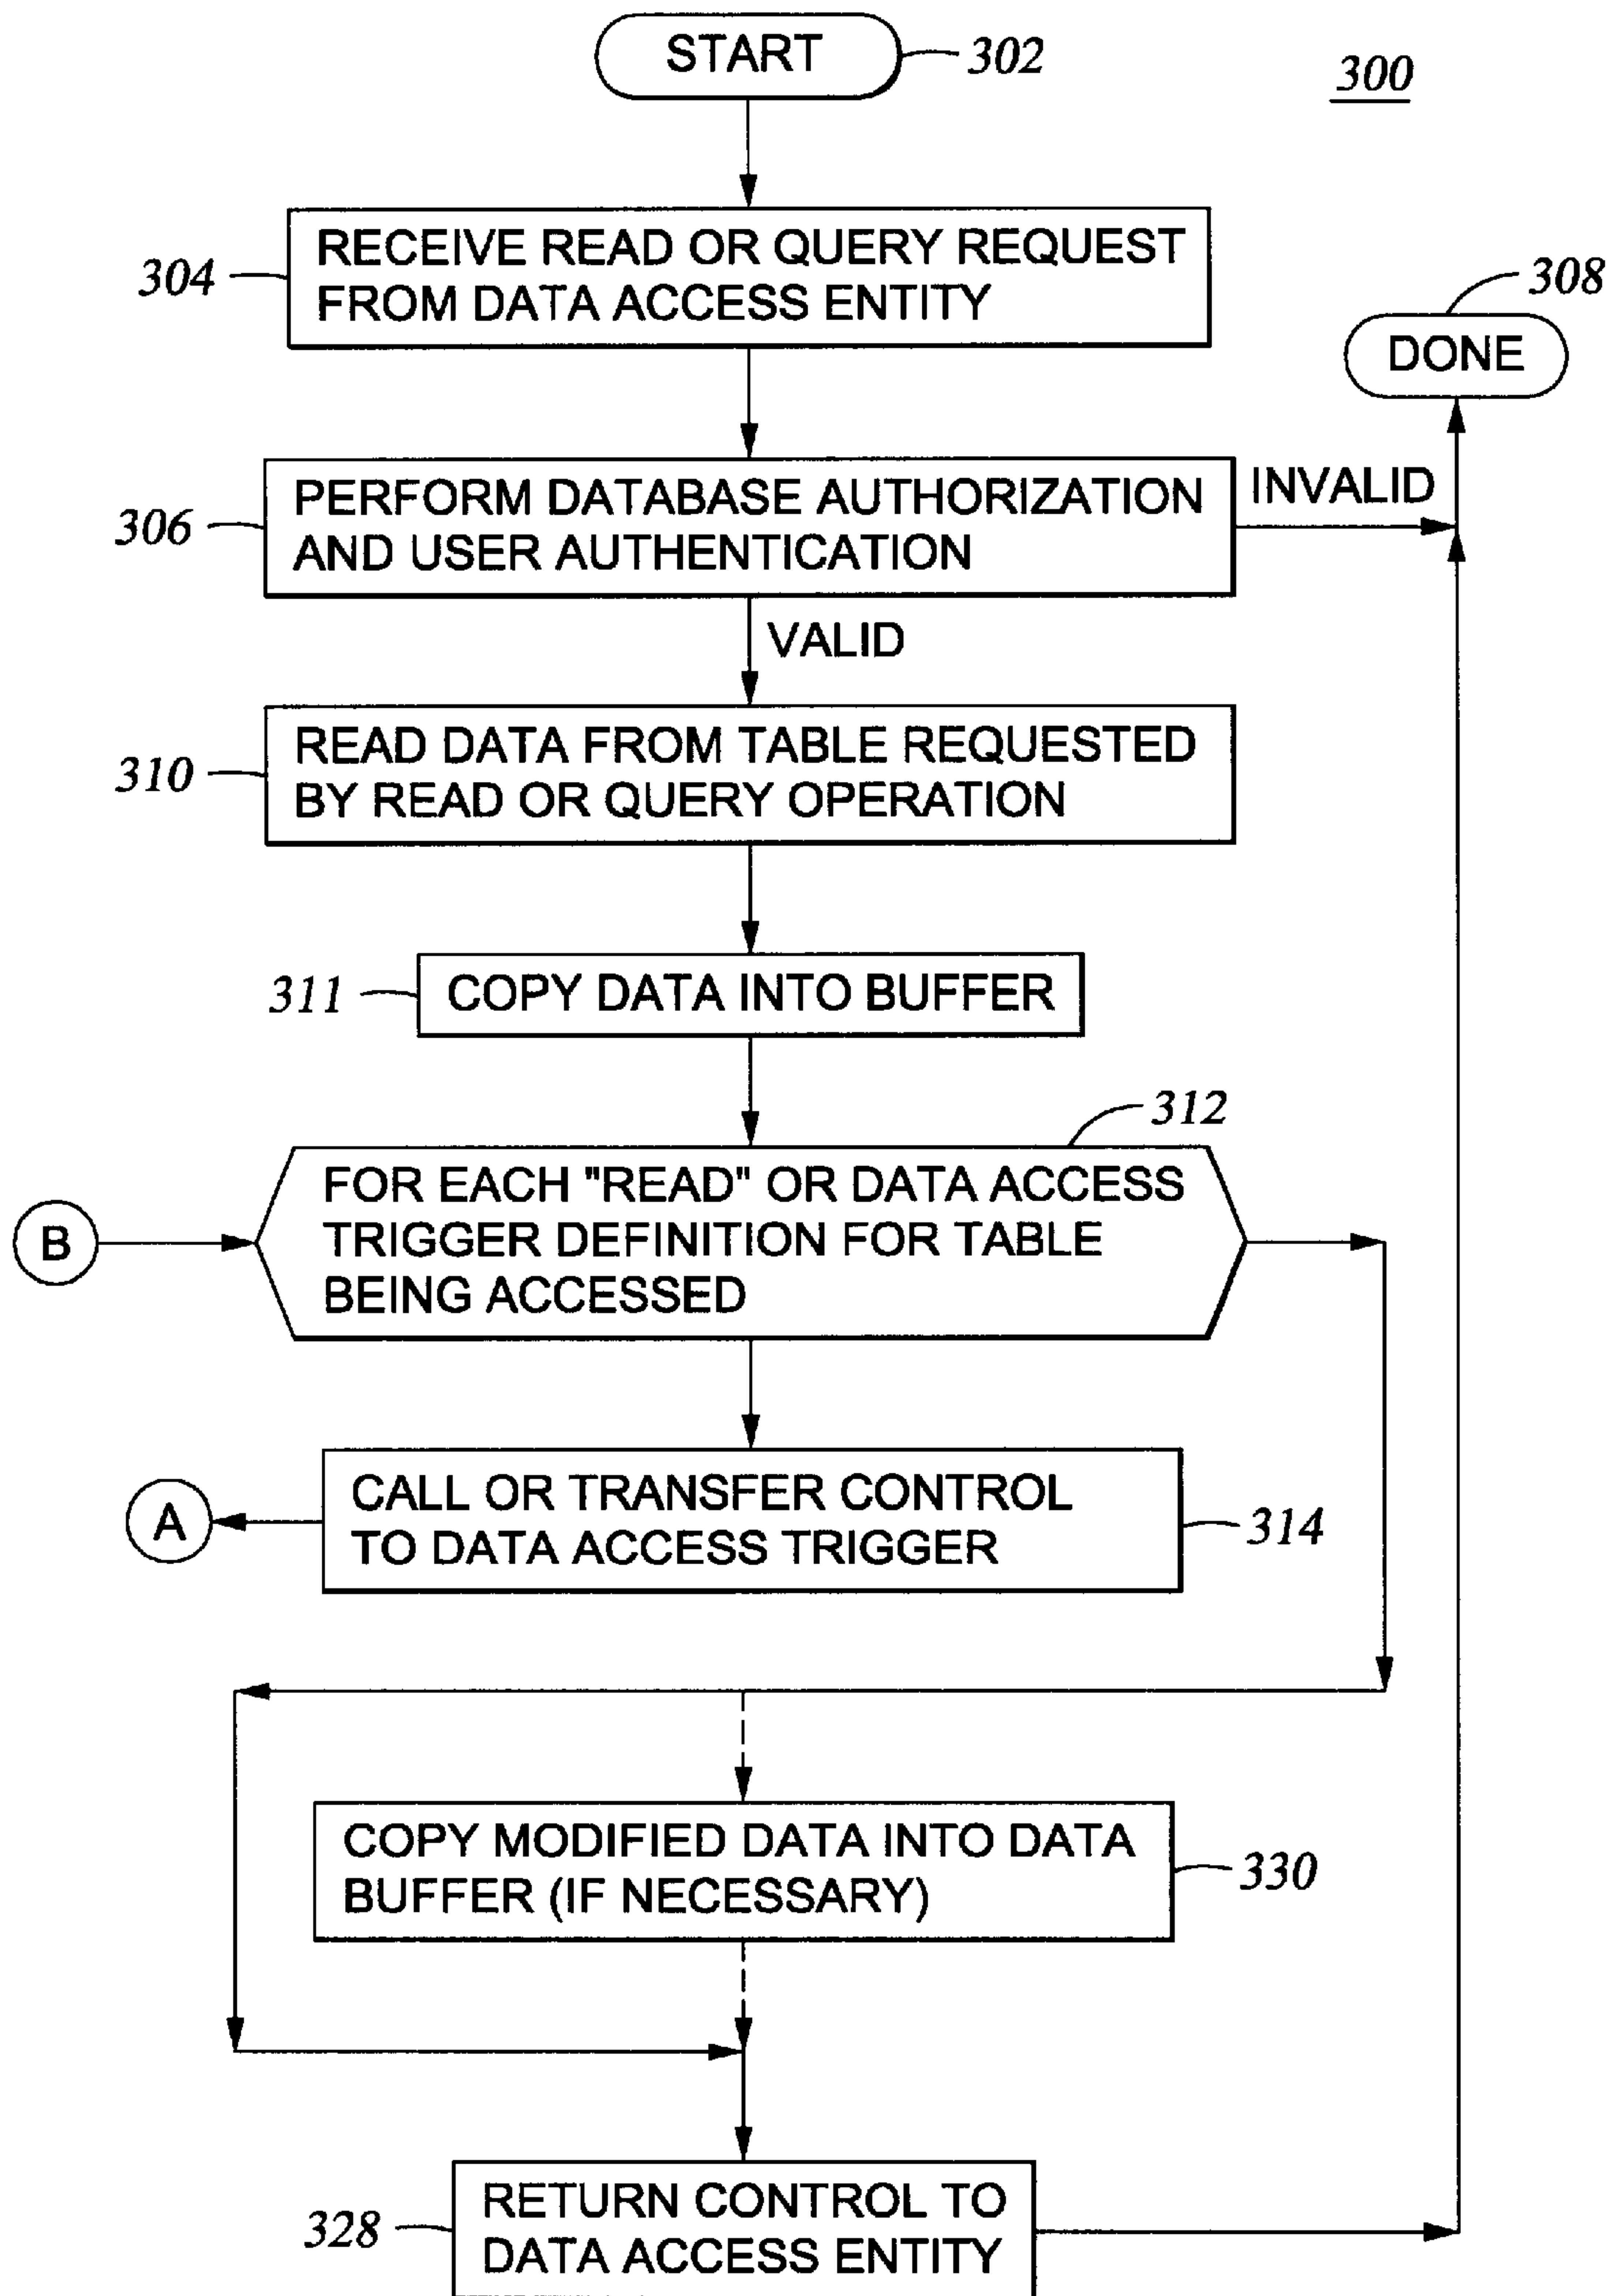 START
302
300
RECEIVE READ OR QUERY REQUEST
FROM DATA ACCESS ENTITY
304
308
DONE
PERFORM DATABASE AUTHORIZATION
AND USER AUTHENTICATION
306
INVALID
VALID
READ DATA FROM TABLE REQUESTED
BY READ OR QUERY OPERATION
310
COPY DATA INTO BUFFER
311
312
FOR EACH "READ" OR DATA ACCESS
TRIGGER DEFINITION FOR TABLE
BEING ACCESSED
B
CALL OR TRANSFER CONTROL
TO DATA ACCESS TRIGGER
A
314
COPY MODIFIED DATA INTO DATA
BUFFER (IF NECESSARY)
330
RETURN CONTROL TO
DATA ACCESS ENTITY
328